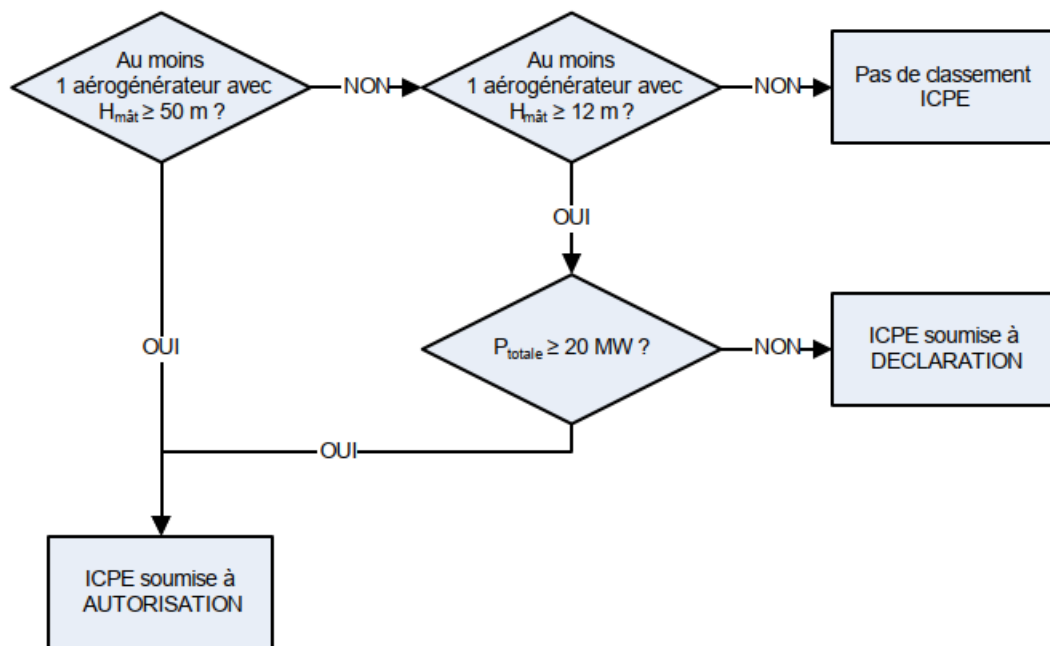 Au moins
1 aérogénérateur avec
Hmât ≥ 50 m ?
NON
Au moins
1 aérogénérateur avec
Hmât ≥ 12 m ?
NON
Pas de classement
ICPE
OUI
OUI
Ptotale ≥ 20 MW ?
NON
ICPE soumise à
DECLARATION
OUI
ICPE soumise à
AUTORISATION